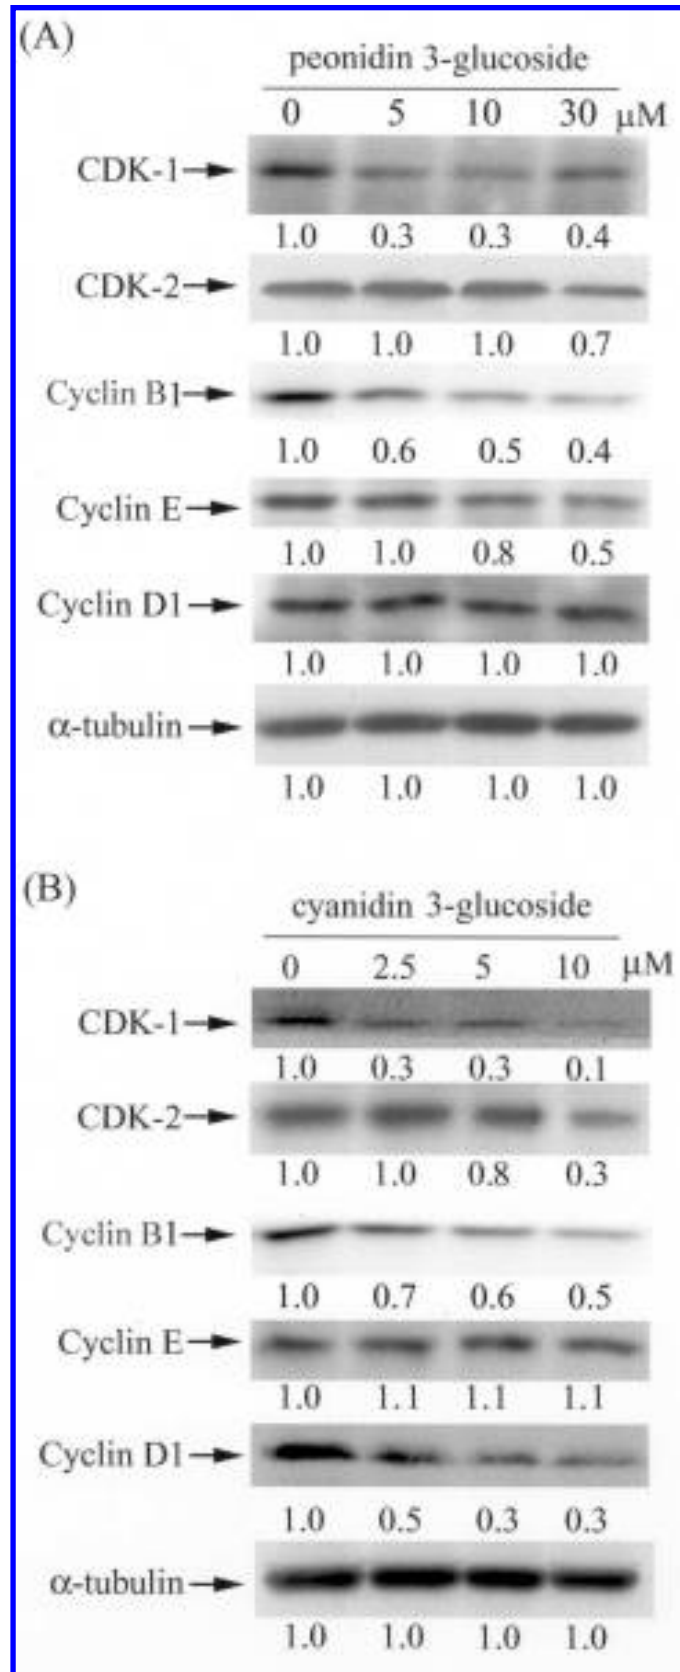 (A)
peonidin 3-glucoside
0 5 10 30 μM
CDK-1
1.0 0.3 0.3 0.4
CDK-2
1.0 1.0 1.0 0.7
Cyclin B1
1.0 0.6 0.5 0.4
Cyclin E
1.0 1.0 0.8 0.5
Cyclin D1
1.0 1.0 1.0 1.0
α-tubulin
1.0 1.0 1.0 1.0
(B)
cyanidin 3-glucoside
0 2.5 5 10 μM
CDK-1
1.0 0.3 0.3 0.1
CDK-2
1.0 1.0 0.8 0.3
Cyclin B1
1.0 0.7 0.6 0.5
Cyclin E
1.0 1.1 1.1 1.1
Cyclin D1
1.0 0.5 0.3 0.3
α-tubulin
1.0 1.0 1.0 1.0